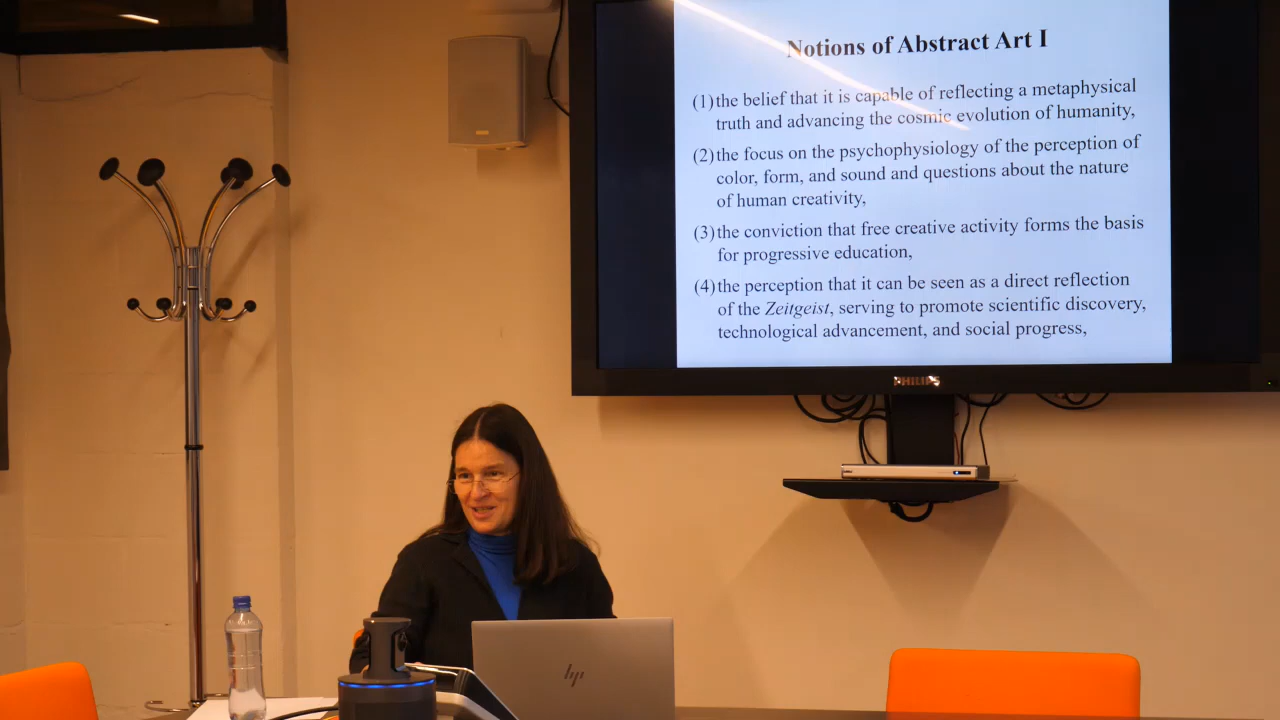 Notions of Abstract Art I
(1) the belief that it is capable of reflecting a metaphysical
truth and advancing the cosmic evolution of humanity,
(2) the focus on the psychophysiology of the perception of
color, form, and sound and questions about the nature
of human creativity,
(3) the conviction that free creative activity forms the basis
for progressive education,
(4) the perception that it can be seen as a direct reflection
of the Zeitgeist, serving to promote scientific discovery,
technological advancement, and social progress,
PHILIPS
hp